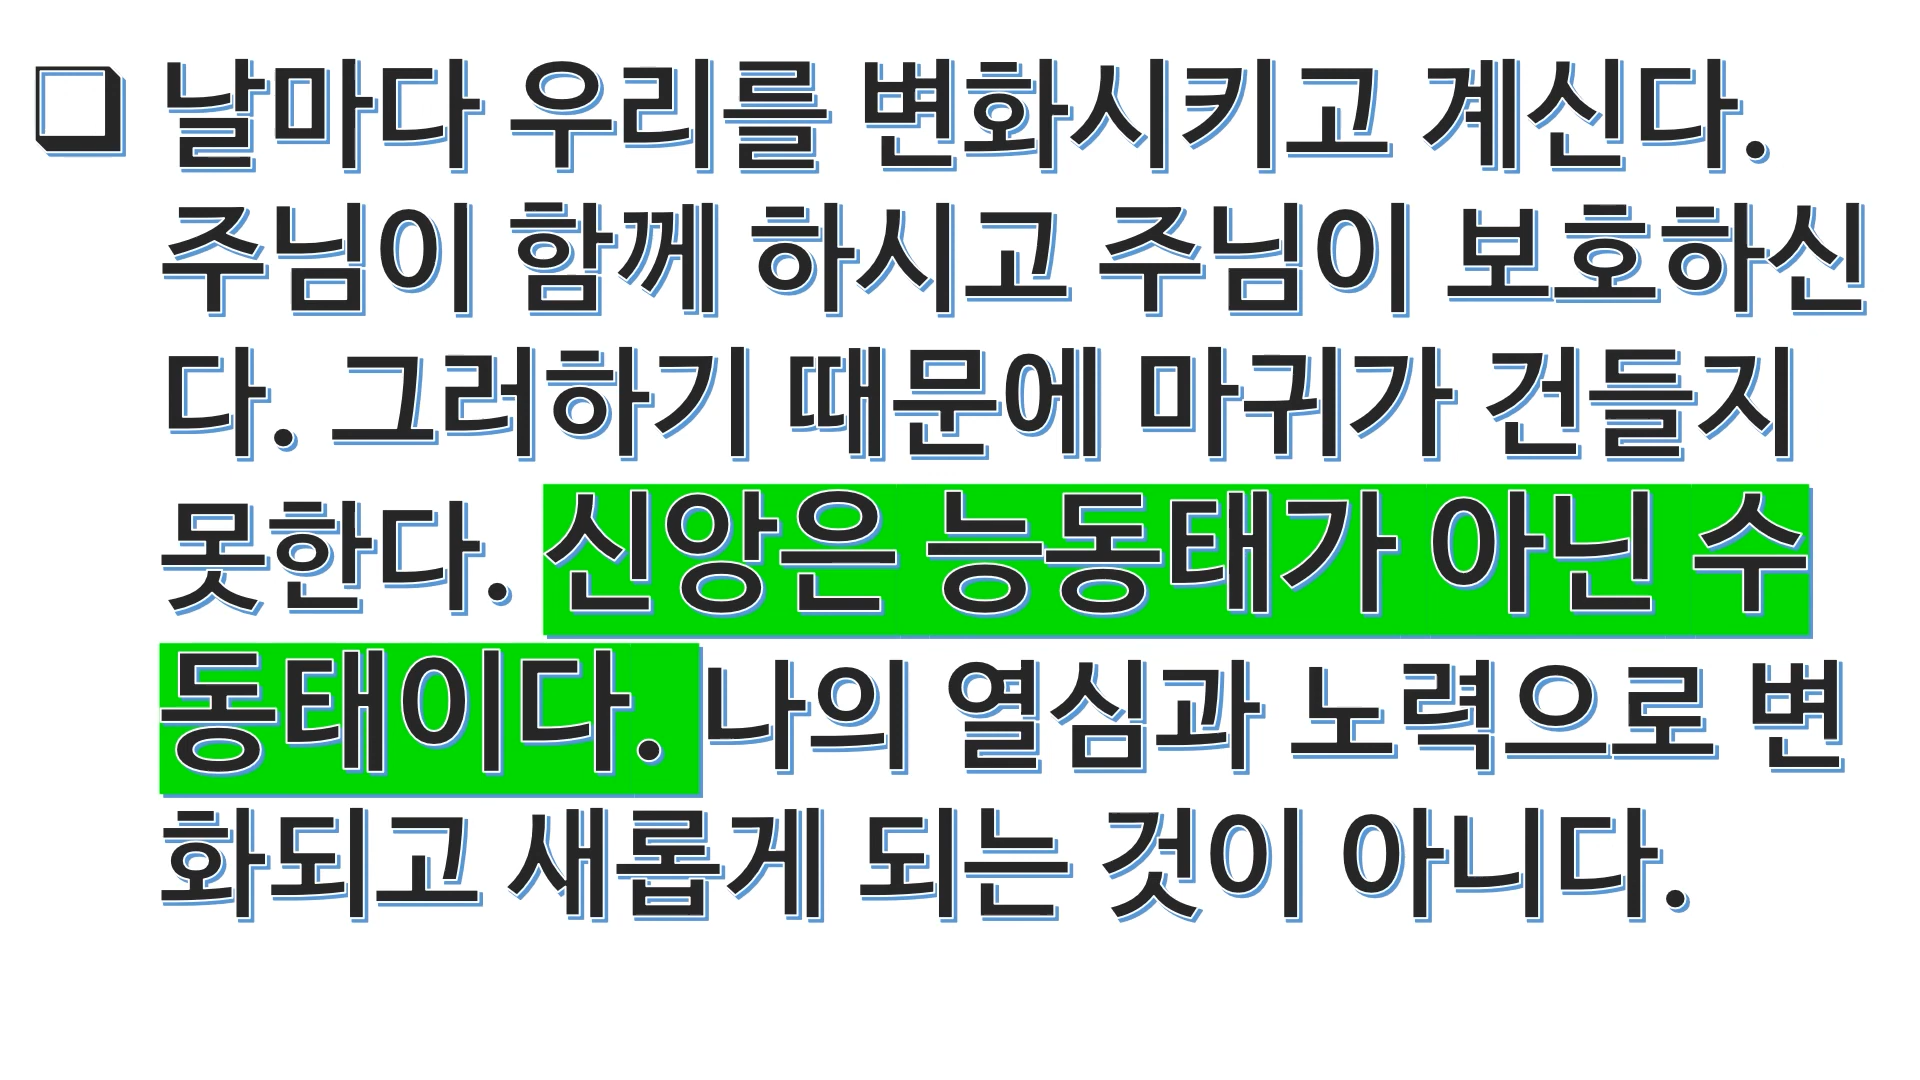 ❑ 날마다 우리를 변화시키고 계신다.
주님이 함께 하시고 주님이 보호하신
다. 그러하기 때문에 마귀가 건들지
못한다. 신앙은 능동태가 아닌 수
동태이다. 나의 열심과 노력으로 변
화되고 새롭게 되는 것이 아니다.